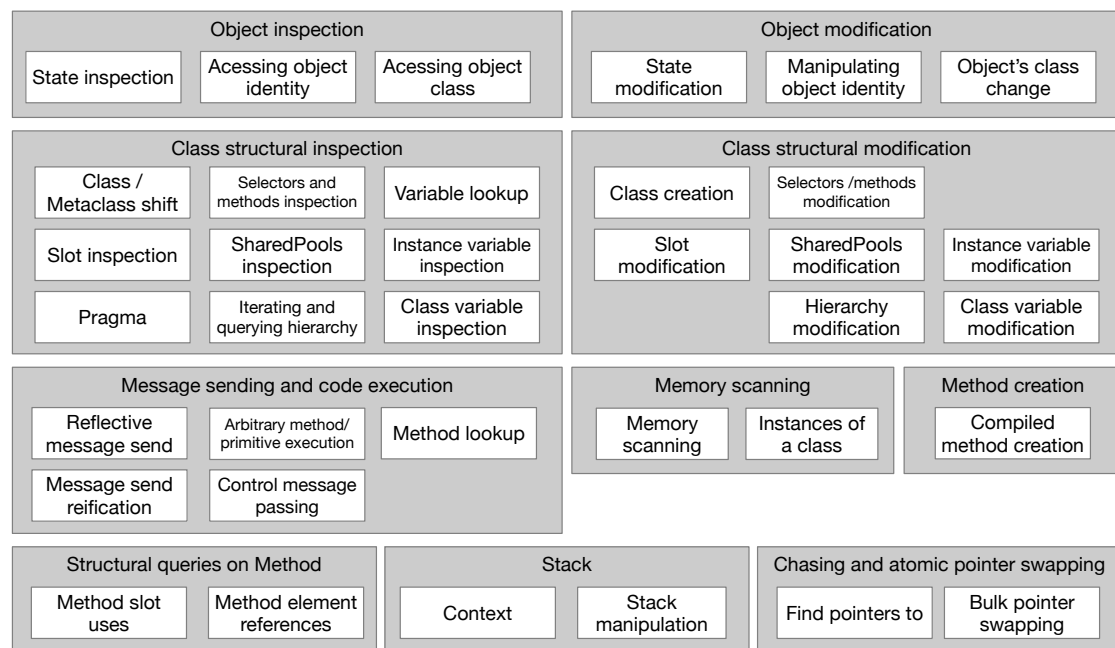 Object inspection
State inspection
Acessing object
identity
Acessing object
class
Object modification
State
modification
Manipulating
object identity
Object's class
change
Class structural inspection
Class /
Metaclass shift
Selectors and
methods inspection
Variable lookup
Slot inspection
SharedPools
inspection
Instance variable
inspection
Pragma
Iterating and
querying hierarchy
Class variable
inspection
Class structural modification
Class creation
Selectors /methods
modification
Slot
modification
SharedPools
modification
Instance variable
modification
Hierarchy
modification
Class variable
modification
Message sending and code execution
Reflective
message send
Arbitrary method/
primitive execution
Method lookup
Message send
reification
Control message
passing
Memory scanning
Memory
scanning
Instances of
a class
Method creation
Compiled
method creation
Structural queries on Method
Method slot
uses
Method element
references
Stack
Context
Stack
manipulation
Chasing and atomic pointer swapping
Find pointers to
Bulk pointer
swapping